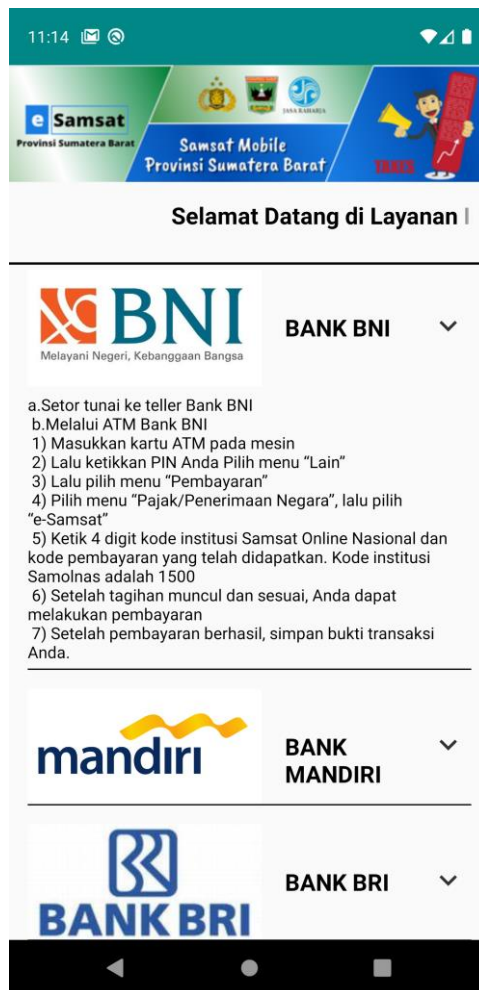 11:14
e Samsat
Provinsi Sumatera Barat
JASA RAHARJA
Samsat Mobile
Provinsi Sumatera Barat
TAXES
Selamat Datang di Layanan
BNI
Melayani Negeri, Kebanggaan Bangsa
BANK BNI
a.Setor tunai ke teller Bank BNI
b.Melalui ATM Bank BNI
1) Masukkan kartu ATM pada mesin
2) Lalu ketikkan PIN Anda Pilih menu “Lain”
3) Lalu pilih menu “Pembayaran”
4) Pilih menu “Pajak/Penerimaan Negara”, lalu pilih
“e-Samsat”
5) Ketik 4 digit kode institusi Samsat Online Nasional dan
kode pembayaran yang telah didapatkan. Kode institusi
Samolnas adalah 1500
6) Setelah tagihan muncul dan sesuai, Anda dapat
melakukan pembayaran
7) Setelah pembayaran berhasil, simpan bukti transaksi
Anda.
mandiri
BANK
MANDIRI
BANK BRI
BANK BRI